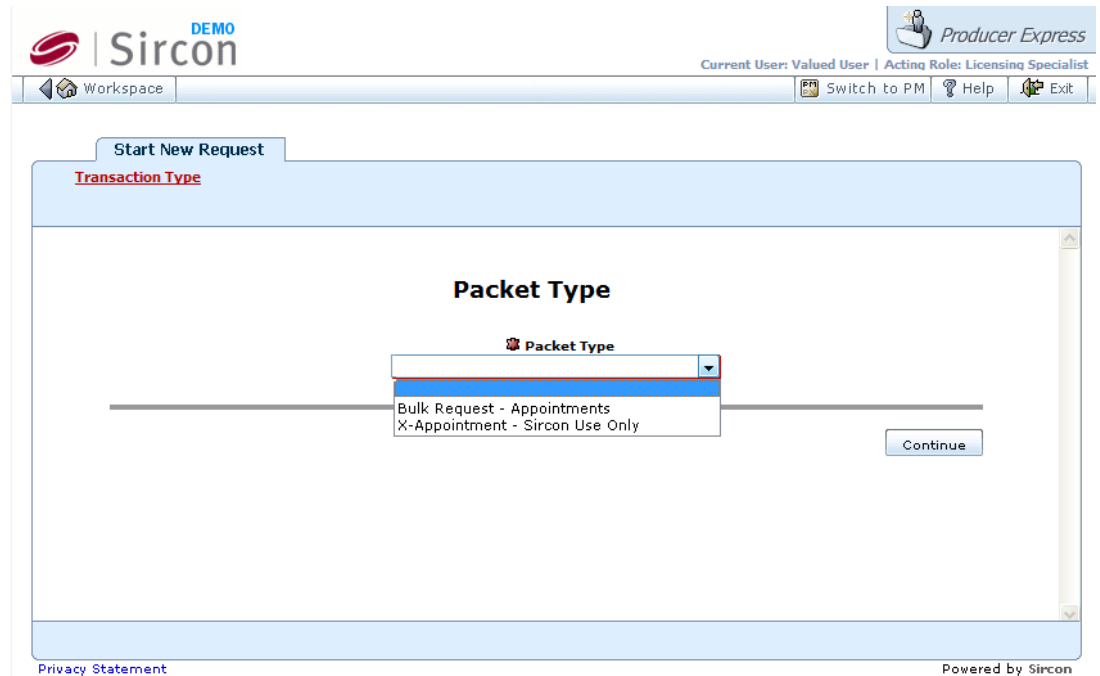 DEMO
Sircon
Producer Express
Current User: Valued User | Acting Role: Licensing Specialist
Workspace
PM
Switch to PM
Help
Exit
Start New Request
Transaction Type
Packet Type
Packet Type
Bulk Request - Appointments
X-Appointment - Sircon Use Only
Continue
Privacy Statement
Powered by Sircon